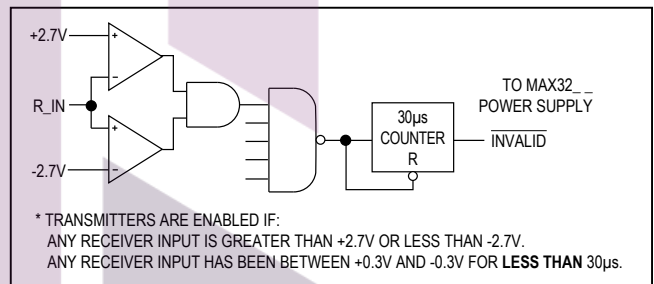 +2.7V
+
-
R_IN
+
-
-2.7V
30µs
COUNTER
R
TO MAX32_ _
POWER SUPPLY
INVALID
* TRANSMITTERS ARE ENABLED IF:
ANY RECEIVER INPUT IS GREATER THAN +2.7V OR LESS THAN -2.7V.
ANY RECEIVER INPUT HAS BEEN BETWEEN +0.3V AND -0.3V FOR LESS THAN 30µs.